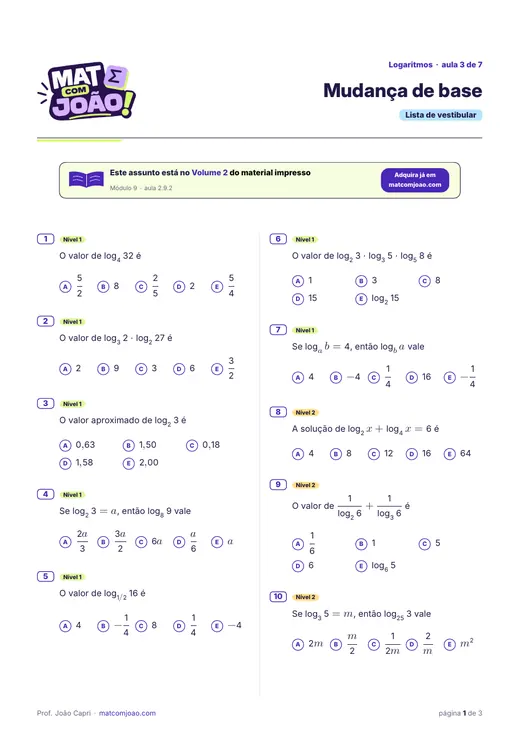 MAT Σ
COM
JOÃO!
Logaritmos · aula 3 de 7
Mudança de base
Lista de vestibular
Este assunto está no Volume 2 do material impresso
Módulo 9 · aula 2.9.2
Adquira já em
matcomjoao.com
1 Nível 1
O valor de log₄ 32 é
A 5/2 B 8 C 2/5 D 2 E 5/4
2 Nível 1
O valor de log₃ 2 · log₂ 27 é
A 2 B 9 C 3 D 6 E 3/2
3 Nível 1
O valor aproximado de log₂ 3 é
A 0,63 B 1,50 C 0,18
D 1,58 E 2,00
4 Nível 1
Se log₂ 3 = a, então log₈ 9 vale
A 2a/3 B 3a/2 C 6a D a/6 E a
5 Nível 1
O valor de log₁/₂ 16 é
A 4 B −1/4 C 8 D 1/4 E −4
6 Nível 1
O valor de log₂ 3 · log₃ 5 · log₅ 8 é
A 1 B 3 C 8
D 15 E log₂ 15
7 Nível 1
Se logₐ b = 4, então log_b a vale
A 4 B −4 C 1/4 D 16 E −1/4
8 Nível 2
A solução de log₂ x + log₄ x = 6 é
A 4 B 8 C 12 D 16 E 64
9 Nível 2
O valor de 1/log₂ 6 + 1/log₃ 6 é
A 1/6 B 1 C 5
D 6 E log₆ 5
10 Nível 2
Se log₃ 5 = m, então log₂₅ 3 vale
A 2m B m/2 C 1/2m D 2/m E m²
Prof. João Capri · matcomjoao.com
página 1 de 3